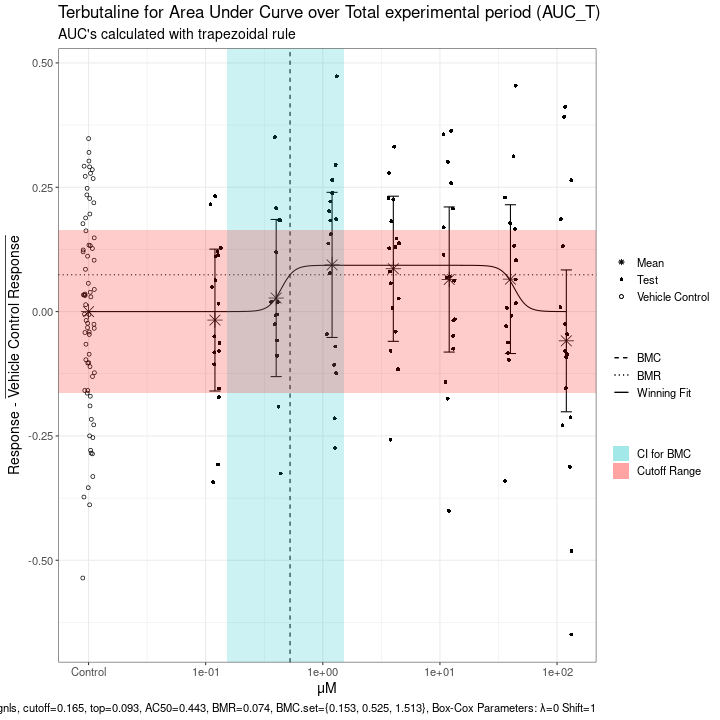 Terbutaline for Area Under Curve over Total experimental period (AUC_T)
AUC's calculated with trapezoidal rule
Response - Vehicle Control Response
0.50
0.25
0.00
-0.25
-0.50
Control
1e-01
1e+00
1e+01
1e+02
µM
Mean
Test
Vehicle Control
BMC
BMR
Winning Fit
CI for BMC
Cutoff Range
gnls, cutoff=0.165, top=0.093, AC50=0.443, BMR=0.074, BMC.set={0.153, 0.525, 1.513}, Box-Cox Parameters: λ=0 Shift=1